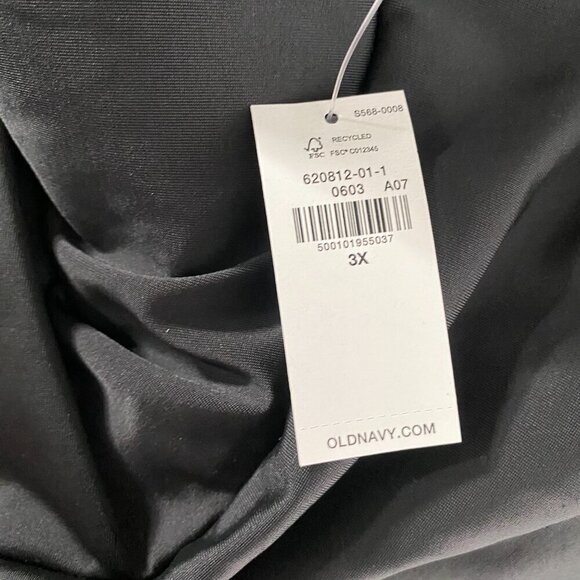 S568-0008
RECYCLED
FSC
FSC® C012345
620812-01-1
0603 A07
500101955037
3X
OLDNAVY.COM